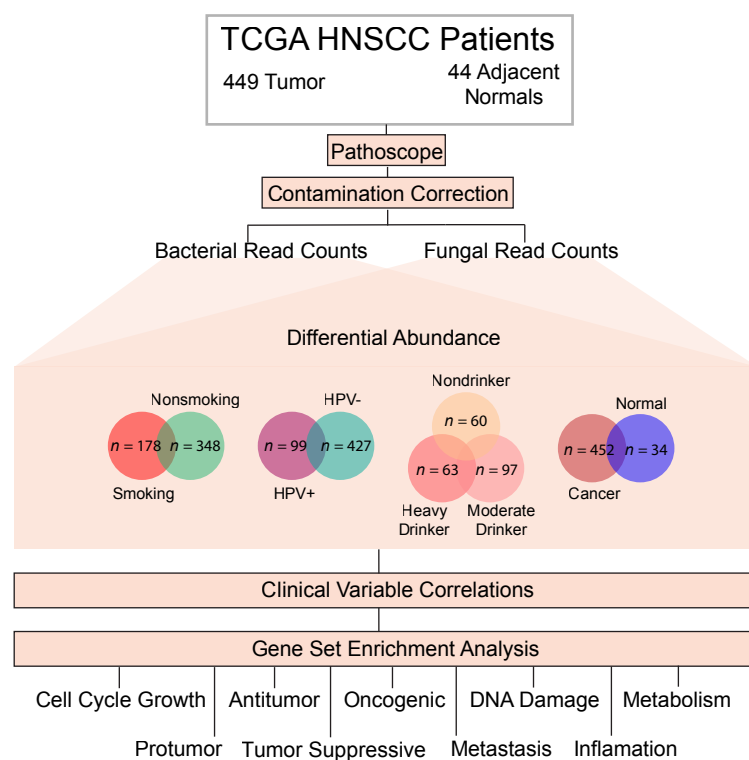 TCGA HNSCC Patients
449 Tumor
44 Adjacent
Normals
Pathoscope
Contamination Correction
Bacterial Read Counts
Fungal Read Counts
Differential Abundance
Nonsmoking
n = 178
n = 348
Smoking
HPV-
n = 99
n = 427
HPV+
Nondrinker
n = 60
n = 63
n = 97
Heavy
Drinker
Moderate
Drinker
Normal
n = 452
n = 34
Cancer
Clinical Variable Correlations
Gene Set Enrichment Analysis
Cell Cycle Growth
Antitumor
Oncogenic
DNA Damage
Metabolism
Protumor
Tumor Suppressive
Metastasis
Inflamation